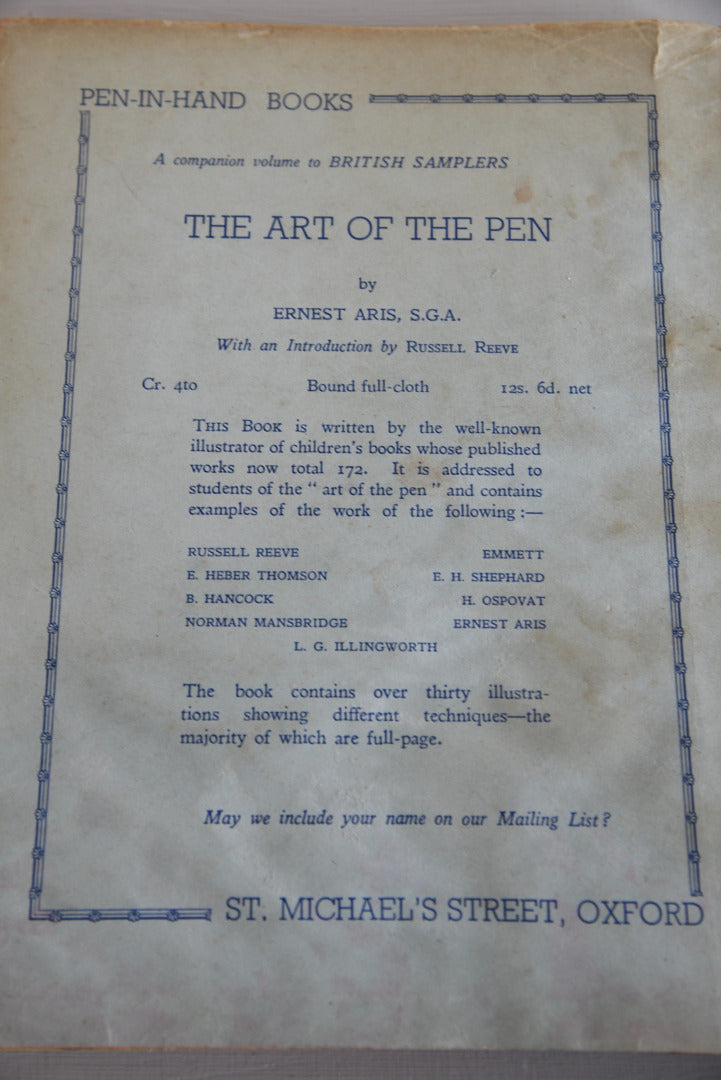 PEN-IN-HAND BOOKS
A companion volume to BRITISH SAMPLERS
THE ART OF THE PEN
by
ERNEST ARIS, S.G.A.
With an Introduction by RUSSELL REEVE
Cr. 4to Bound full-cloth 12s. 6d. net
THIS BOOK is written by the well-known
illustrator of children's books whose published
works now total 172. It is addressed to
students of the "art of the pen" and contains
examples of the work of the following :—
RUSSELL REEVE EMMETT
E. HEBER THOMSON E. H. SHEPHARD
B. HANCOCK H. OSPOVAT
NORMAN MANSBRIDGE ERNEST ARIS
L. G. ILLINGWORTH
The book contains over thirty illustra-
tions showing different techniques—the
majority of which are full-page.
May we include your name on our Mailing List?
ST. MICHAEL'S STREET, OXFORD